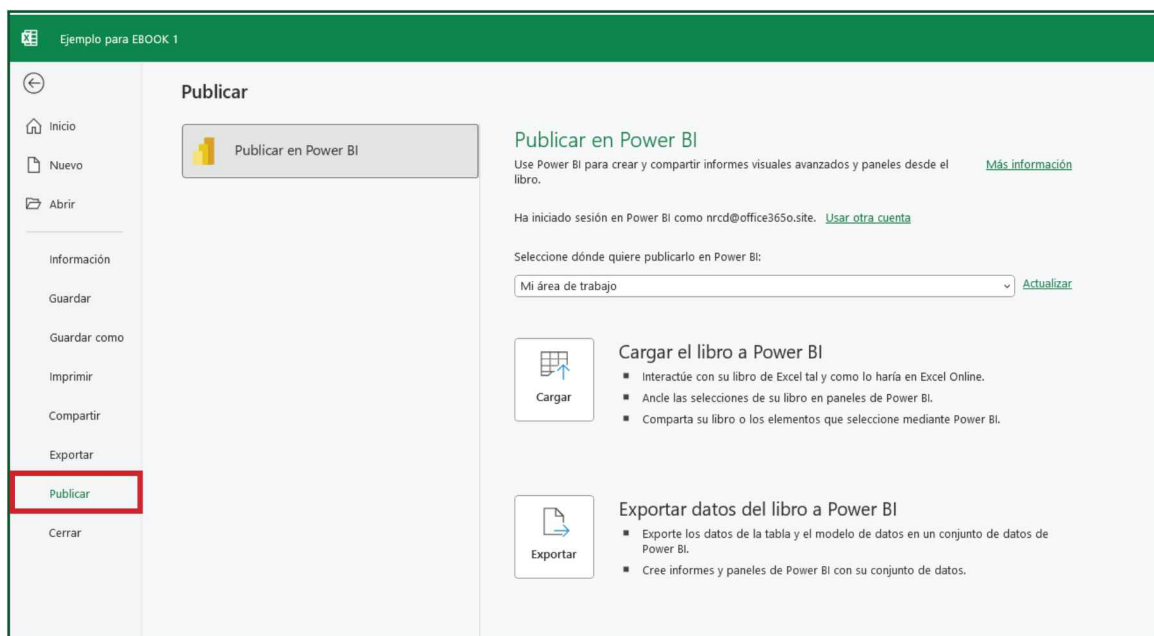 Ejemplo para EBOOK 1
Inicio
Nuevo
Abrir
Información
Guardar
Guardar como
Imprimir
Compartir
Exportar
Publicar
Cerrar
Publicar
Publicar en Power BI
Publicar en Power BI
Use Power BI para crear y compartir informes visuales avanzados y paneles desde el
libro.
Más información
Ha iniciado sesión en Power BI como nrcd@office365o.site. Usar otra cuenta
Seleccione dónde quiere publicarlo en Power BI:
Mi área de trabajo
Actualizar
Cargar
Cargar el libro a Power BI
Interactúe con su libro de Excel tal y como lo haría en Excel Online.
Ancle las selecciones de su libro en paneles de Power BI.
Comparta su libro o los elementos que seleccione mediante Power BI.
Exportar
Exportar datos del libro a Power BI
Exporte los datos de la tabla y el modelo de datos en un conjunto de datos de
Power BI.
Cree informes y paneles de Power BI con su conjunto de datos.